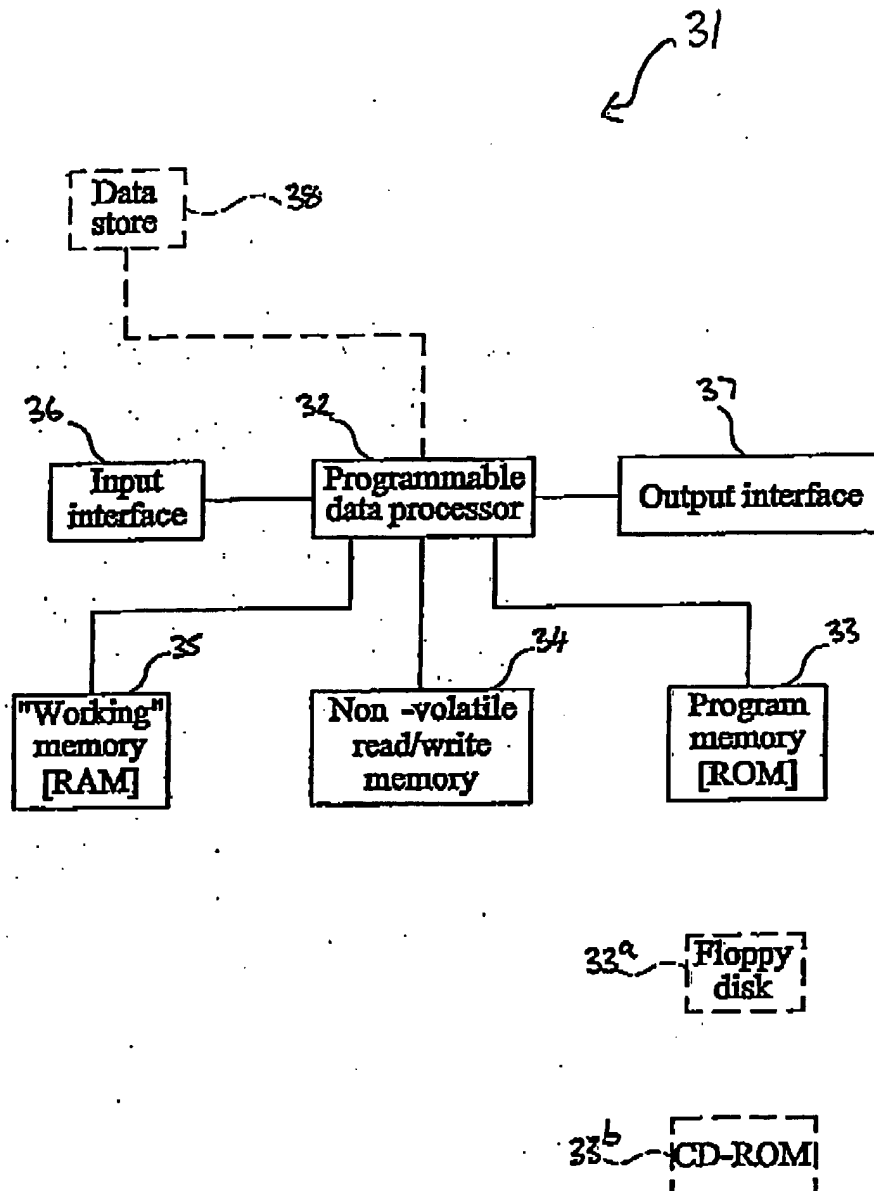 31
Data
store
38
36
32
37
Input
interface
Programmable
data processor
Output interface
35
34
33
"Working"
memory
[RAM]
Non -volatile
read/write
memory
Program
memory
[ROM]
33a
Floppy
disk
33b
CD-ROM